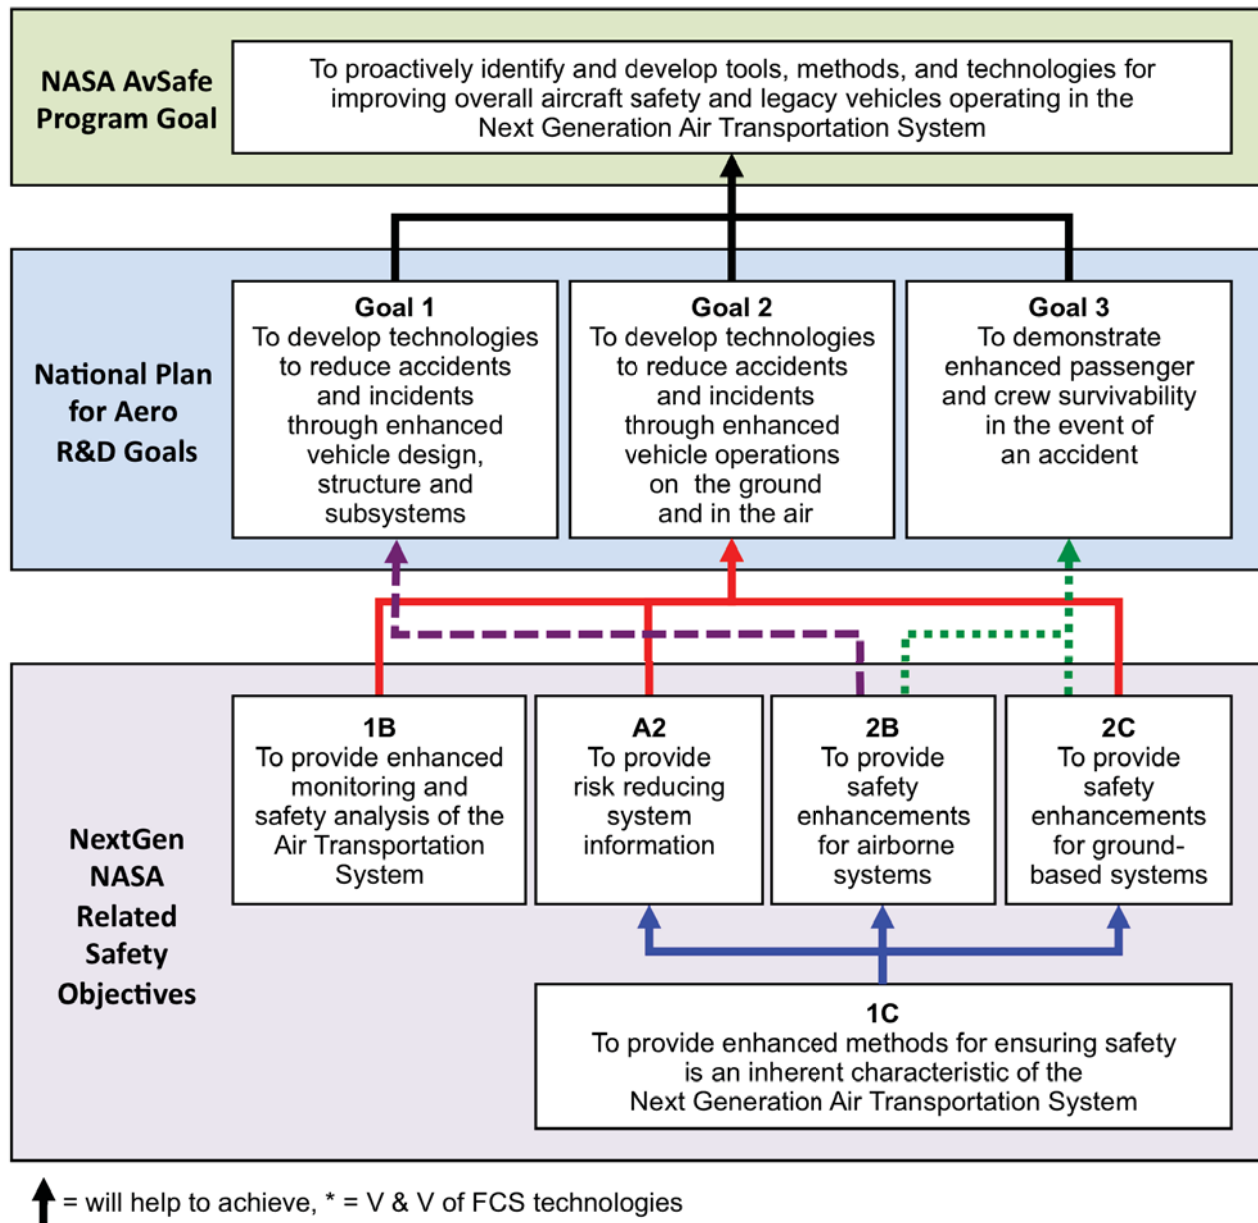 NASA AvSafe
Program Goal
To proactively identify and develop tools, methods, and technologies for
improving overall aircraft safety and legacy vehicles operating in the
Next Generation Air Transportation System
National Plan
for Aero
R&D Goals
Goal 1
To develop technologies
to reduce accidents
and incidents
through enhanced
vehicle design,
structure and
subsystems
Goal 2
To develop technologies
to reduce accidents
and incidents
through enhanced
vehicle operations
on the ground
and in the air
Goal 3
To demonstrate
enhanced passenger
and crew survivability
in the event of
an accident
NextGen
NASA
Related
Safety
Objectives
1B
To provide enhanced
monitoring and
safety analysis of the
Air Transportation
System
A2
To provide
risk reducing
system
information
2B
To provide
safety
enhancements
for airborne
systems
2C
To provide
safety
enhancements
for ground-
based systems
1C
To provide enhanced methods for ensuring safety
is an inherent characteristic of the
Next Generation Air Transportation System
= will help to achieve, * = V & V of FCS technologies